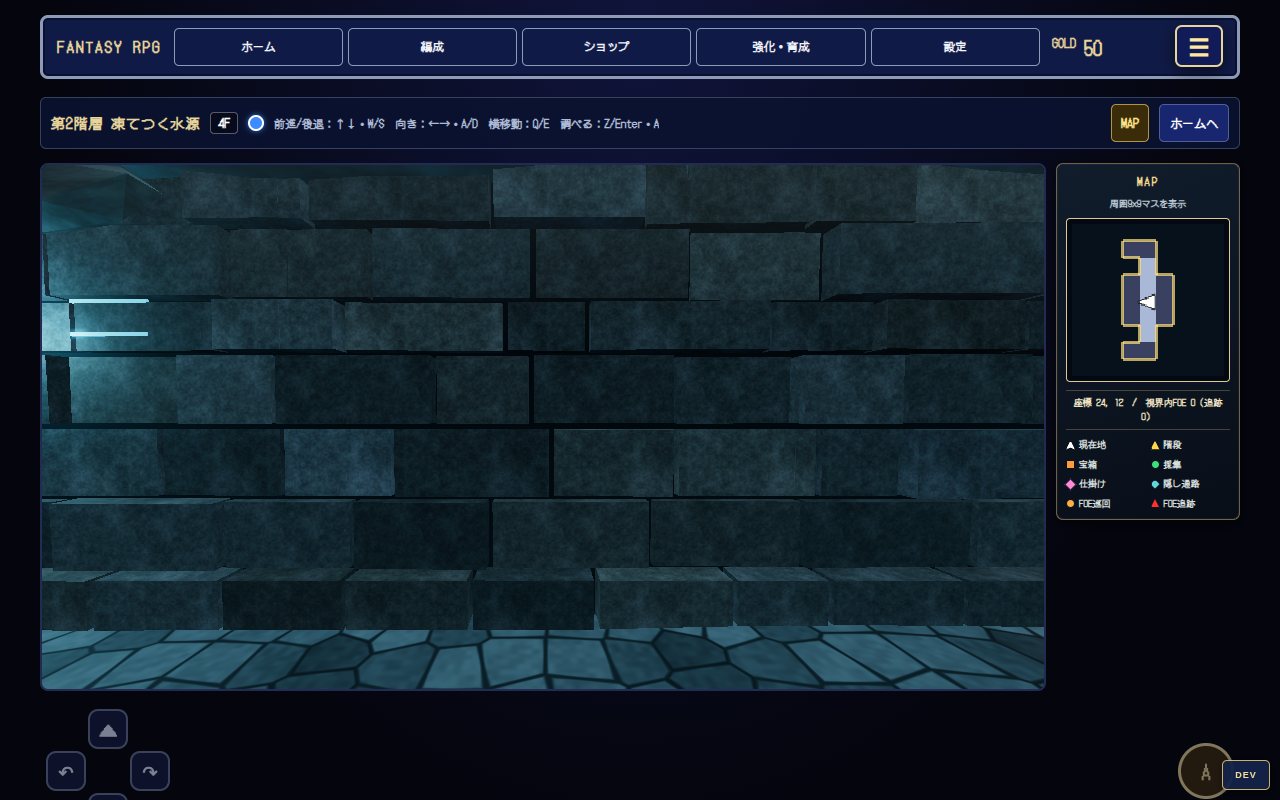 FANTASY RPG
ホーム
編成
ショップ
強化・育成
設定
GOLD 50
第2階層 凍てつく水源
4F
前進/後退：↑↓・W/S 向き：←→・A/D 横移動：Q/E 調べる：Z/Enter・A
MAP
ホームへ
MAP
周囲9x9マスを表示
座標 24, 12 / 視界内FOE 0（追跡
0）
現在地
階段
宝箱
採集
仕掛け
隠し通路
FOE巡回
FOE追跡
A
DEV